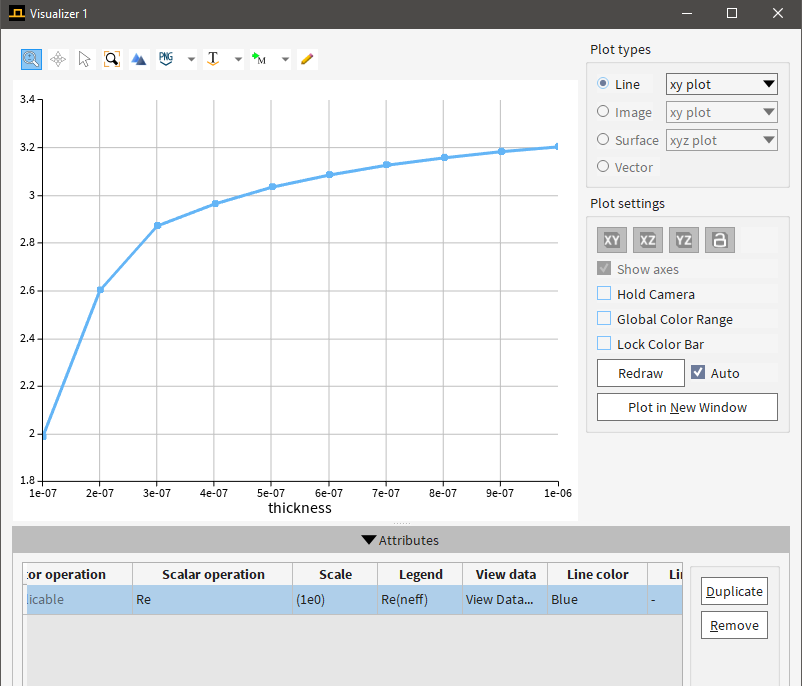 Visualizer 1
PNG
T
M
Plot types
Line
xy plot
Image
xy plot
Surface
xyz plot
Vector
Plot settings
XY
XZ
YZ
a
Show axes
Hold Camera
Global Color Range
Lock Color Bar
Redraw
Auto
Plot in New Window
3.4
3.2
3
2.8
2.6
2.4
2.2
2
1.8
1e-07 2e-07 3e-07 4e-07 5e-07 6e-07 7e-07 8e-07 9e-07 1e-06
thickness
Attributes
or operation Scalar operation Scale Legend View data Line color Li
icable Re (1e0) Re(neff) View Data... Blue -
Duplicate
Remove